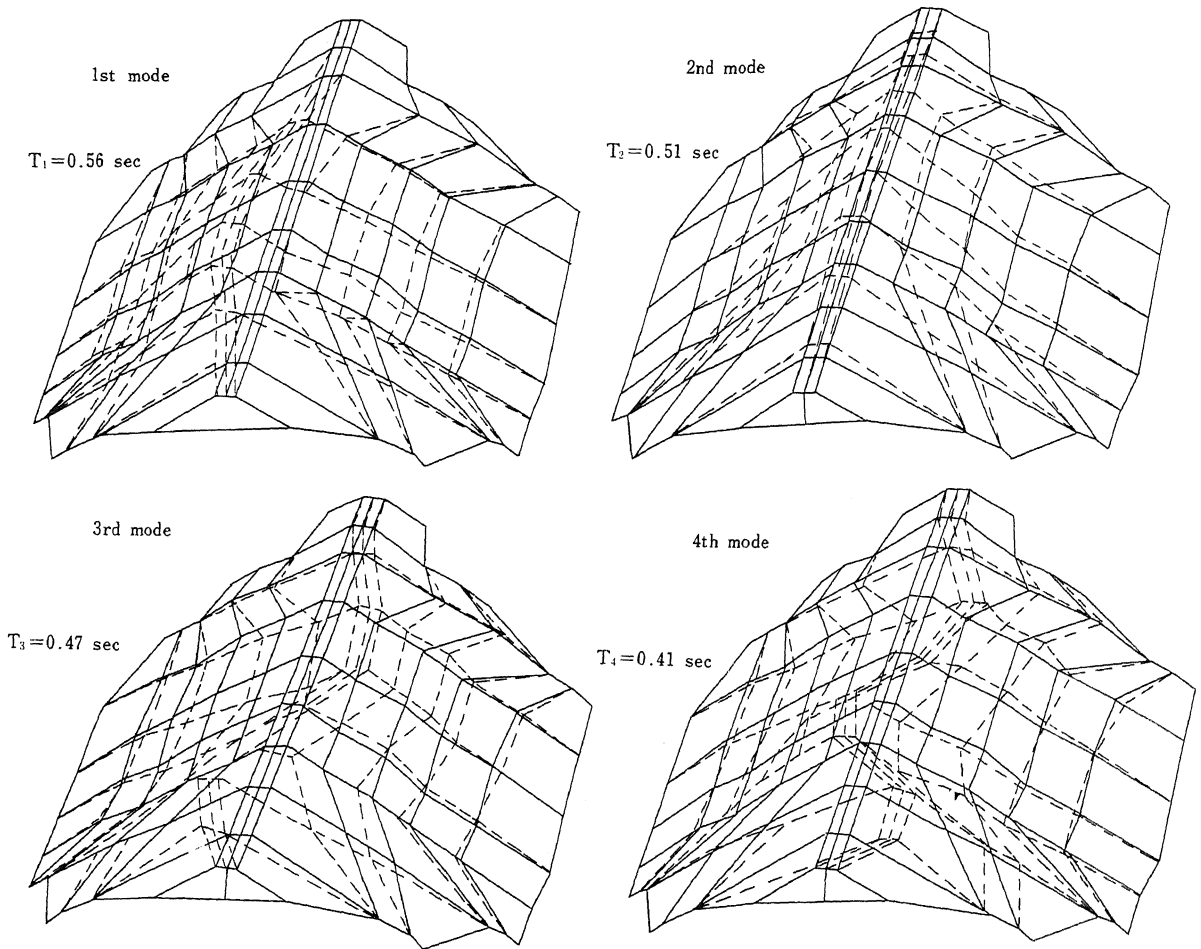 1st mode
T₁=0.56 sec
2nd mode
T₂=0.51 sec
3rd mode
T₃=0.47 sec
4th mode
T₄=0.41 sec